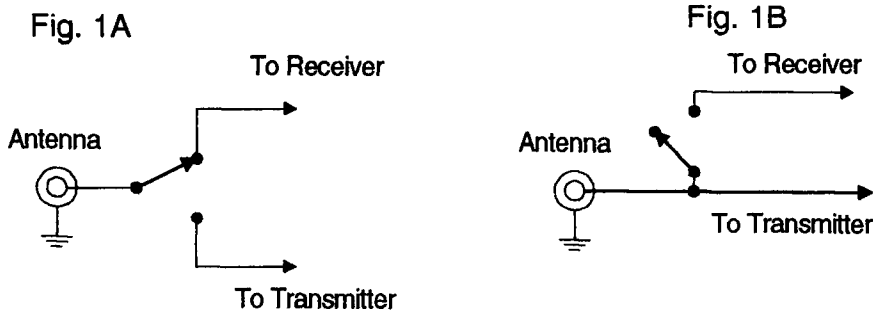 Fig. 1A
To Receiver
Antenna
To Transmitter
Fig. 1B
To Receiver
Antenna
To Transmitter